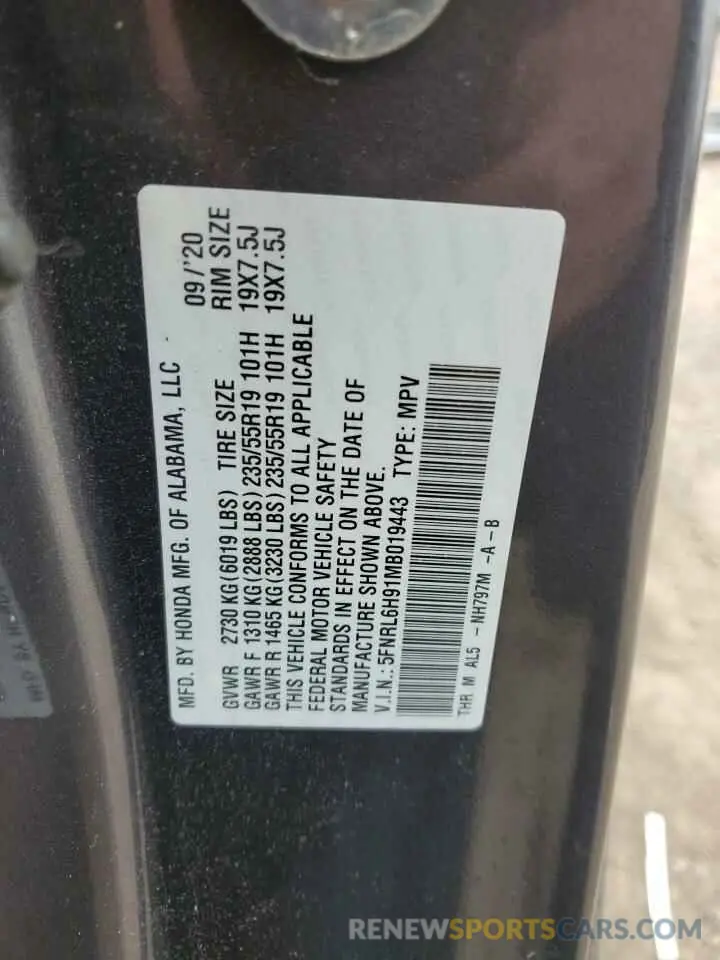 MFD. BY HONDA MFG. OF ALABAMA, LLC 09/'20
GVWR 2730 KG(6019 LBS) TIRE SIZE RIM SIZE
GAWR F 1310 KG(2888 LBS) 235/55R19 101H 19X7.5J
GAWR R 1465 KG(3230 LBS) 235/55R19 101H 19X7.5J
THIS VEHICLE CONFORMS TO ALL APPLICABLE
FEDERAL MOTOR VEHICLE SAFETY
STANDARDS IN EFFECT ON THE DATE OF
MANUFACTURE SHOWN ABOVE.
V.I.N.: 5FNRL6H91MB019443 TYPE: MPV
THR M AL5 - NH797M -A-B
RENEWSPORTSCARS.COM